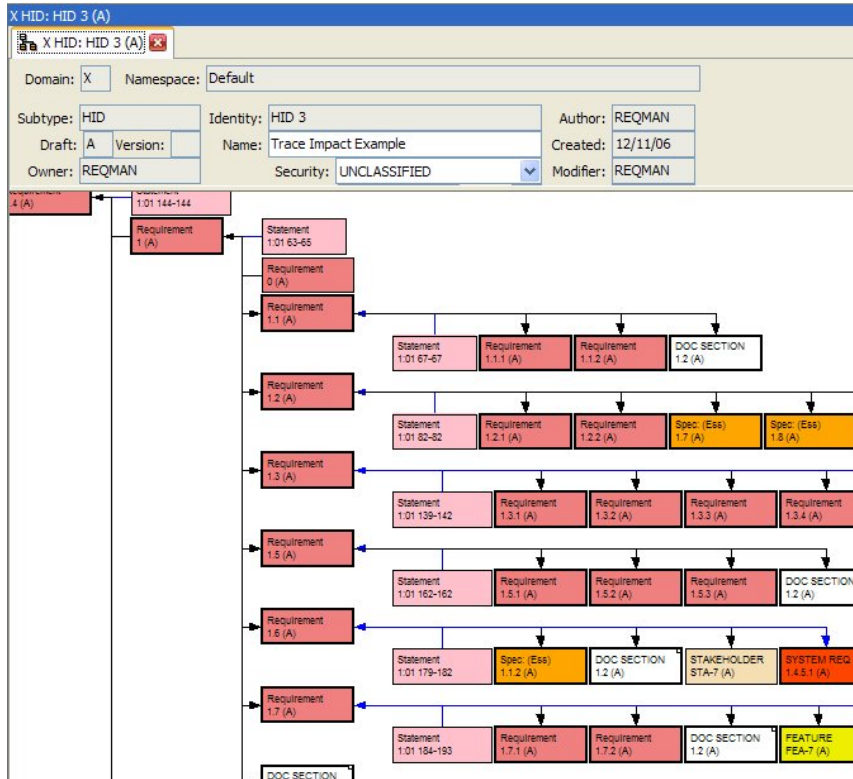 X HID: HID 3 (A)
X HID: HID 3 (A)
Domain: X Namespace: Default
Subtype: HID Identity: HID 3 Author: REQMAN
Draft: A Version: Name: Trace Impact Example Created: 12/11/06
Owner: REQMAN Security: UNCLASSIFIED Modifier: REQMAN
Requirement Statement
.4 (A) 1:01 144-144
Requirement Statement
1 (A) 1:01 63-65
Requirement
0 (A)
Requirement
1.1 (A)
Statement Requirement Requirement DOC SECTION
1:01 67-67 1.1.1 (A) 1.1.2 (A) 1.2 (A)
Requirement
1.2 (A)
Statement Requirement Requirement Spec: (Ess) Spec: (Ess)
1:01 82-82 1.2.1 (A) 1.2.2 (A) 1.7 (A) 1.8 (A)
Requirement
1.3 (A)
Statement Requirement Requirement Requirement Requirement
1:01 139-142 1.3.1 (A) 1.3.2 (A) 1.3.3 (A) 1.3.4 (A)
Requirement
1.5 (A)
Statement Requirement Requirement Requirement DOC SECTION
1:01 162-162 1.5.1 (A) 1.5.2 (A) 1.5.3 (A) 1.2 (A)
Requirement
1.6 (A)
Statement Spec: (Ess) DOC SECTION STAKEHOLDER SYSTEM REQ
1:01 179-182 1.1.2 (A) 1.2 (A) STA-7 (A) 1.4.5.1 (A)
Requirement
1.7 (A)
Statement Requirement Requirement DOC SECTION FEATURE
1:01 184-193 1.7.1 (A) 1.7.2 (A) 1.2 (A) FEA-7 (A)
DOC SECTION